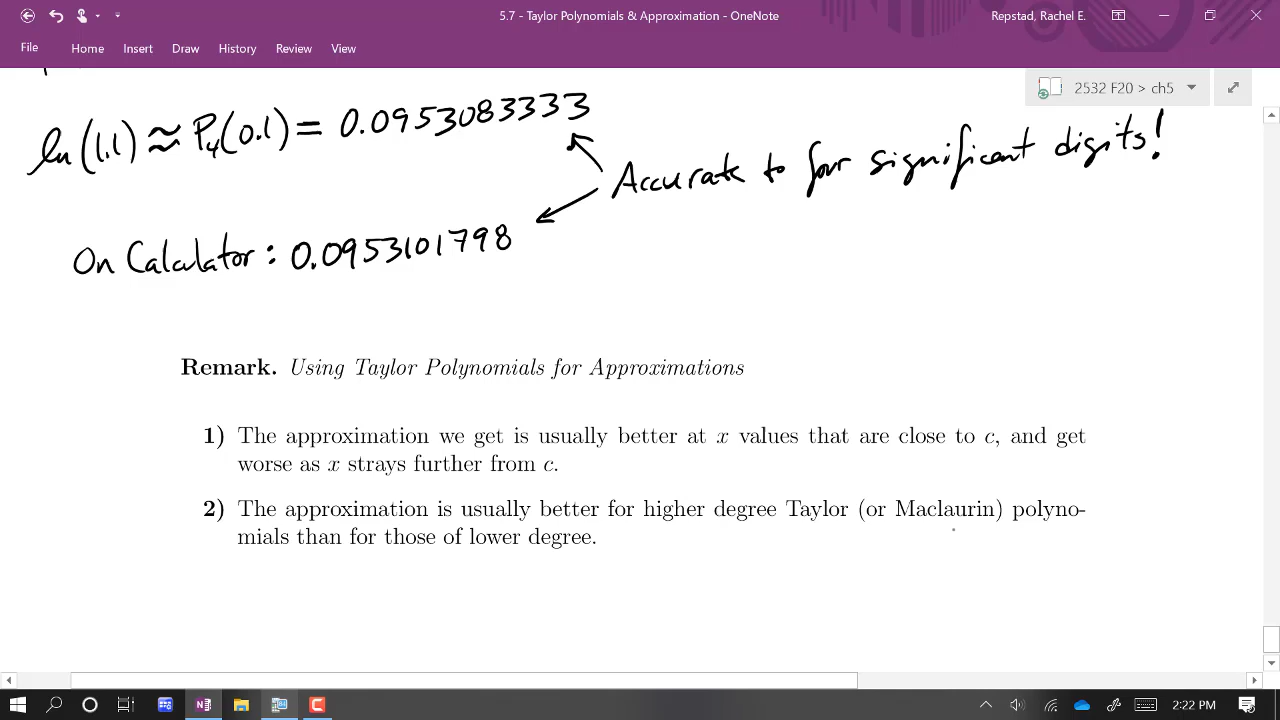 5.7 - Taylor Polynomials & Approximation - OneNote
Repstad, Rachel E.
File Home Insert Draw History Review View
2532 F20 > ch5
ln(1.1) ≈ P₄(0.1) = 0.0953083333
Accurate to four significant digits!
On Calculator: 0.0953101798
Remark. Using Taylor Polynomials for Approximations
1) The approximation we get is usually better at x values that are close to c, and get
worse as x strays further from c.
2) The approximation is usually better for higher degree Taylor (or Maclaurin) polyno-
mials than for those of lower degree.
2:22 PM